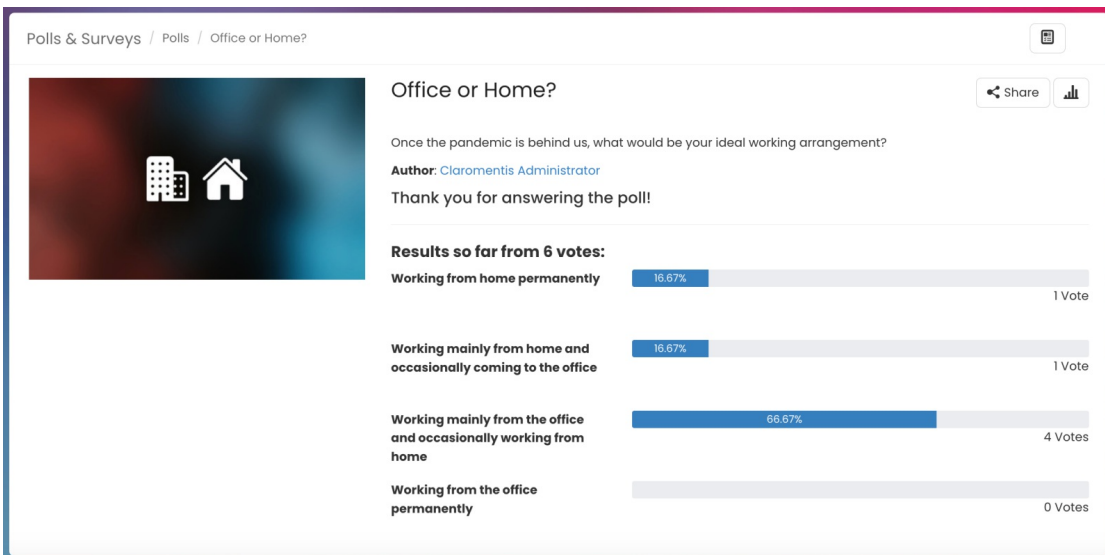 Polls & Surveys / Polls / Office or Home?
Office or Home?
Share
Once the pandemic is behind us, what would be your ideal working arrangement?
Author: Claromentis Administrator
Thank you for answering the poll!
Results so far from 6 votes:
Working from home permanently
16.67%
1 Vote
Working mainly from home and
occasionally coming to the office
16.67%
1 Vote
Working mainly from the office
and occasionally working from
home
66.67%
4 Votes
Working from the office
permanently
0 Votes